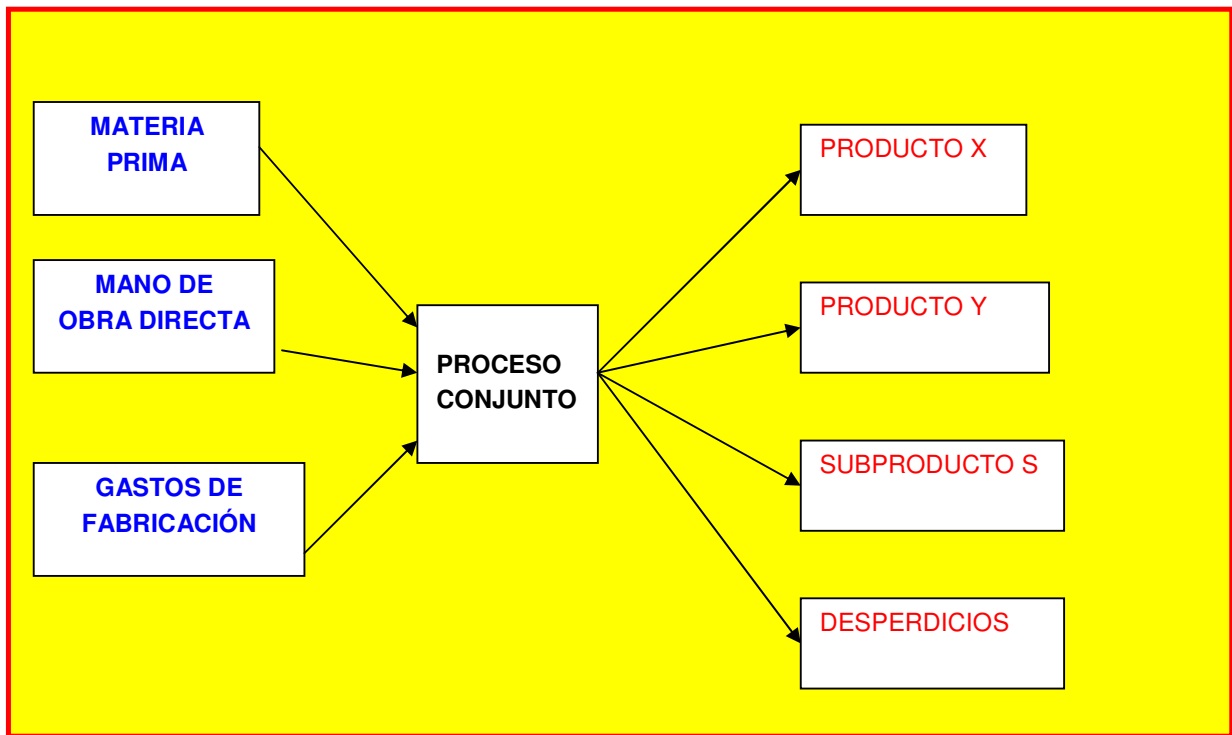 MATERIA
PRIMA
MANO DE
OBRA DIRECTA
GASTOS DE
FABRICACIÓN
PROCESO
CONJUNTO
PRODUCTO X
PRODUCTO Y
SUBPRODUCTO S
DESPERDICIOS